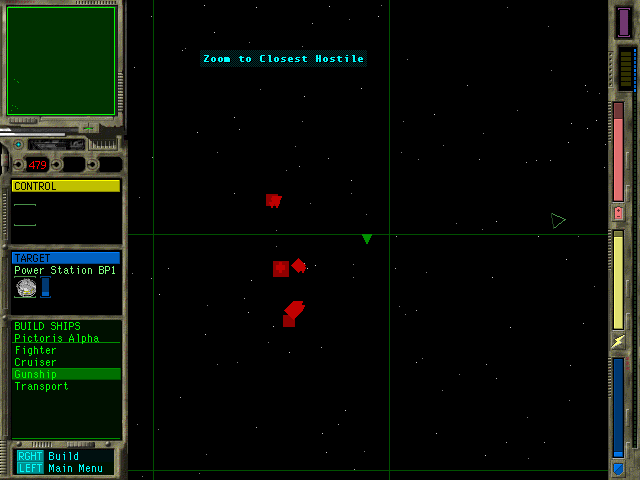 Zoom to Closest Hostile
479
CONTROL
TARGET
Power Station BP1
BUILD SHIPS
Pictoris Alpha
Fighter
Cruiser
Gunship
Transport
RGHT Build
LEFT Main Menu